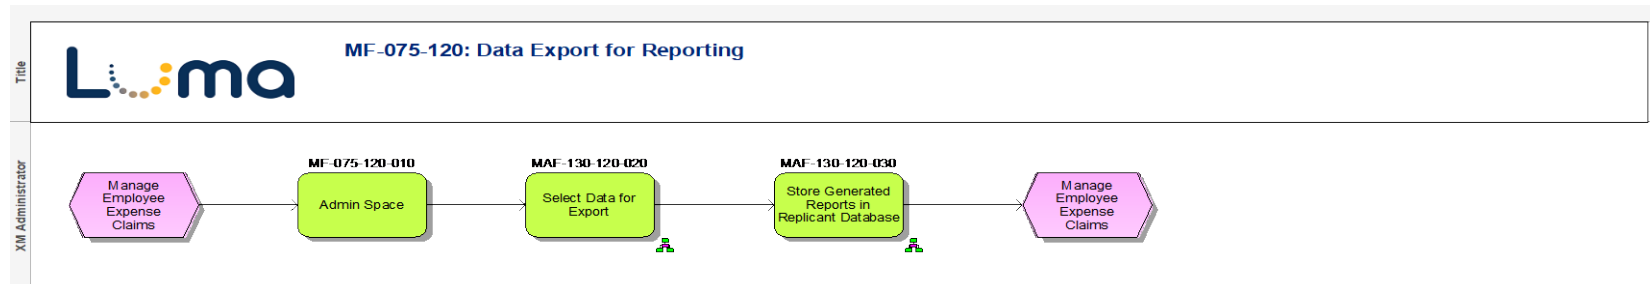 Title
Luma
MF-075-120: Data Export for Reporting
XM Administrator
Manage
Employee
Expense
Claims
MF-075-120-010
Admin Space
MAF-130-120-020
Select Data for
Export
MAF-130-120-030
Store Generated
Reports in
Replicant Database
Manage
Employee
Expense
Claims